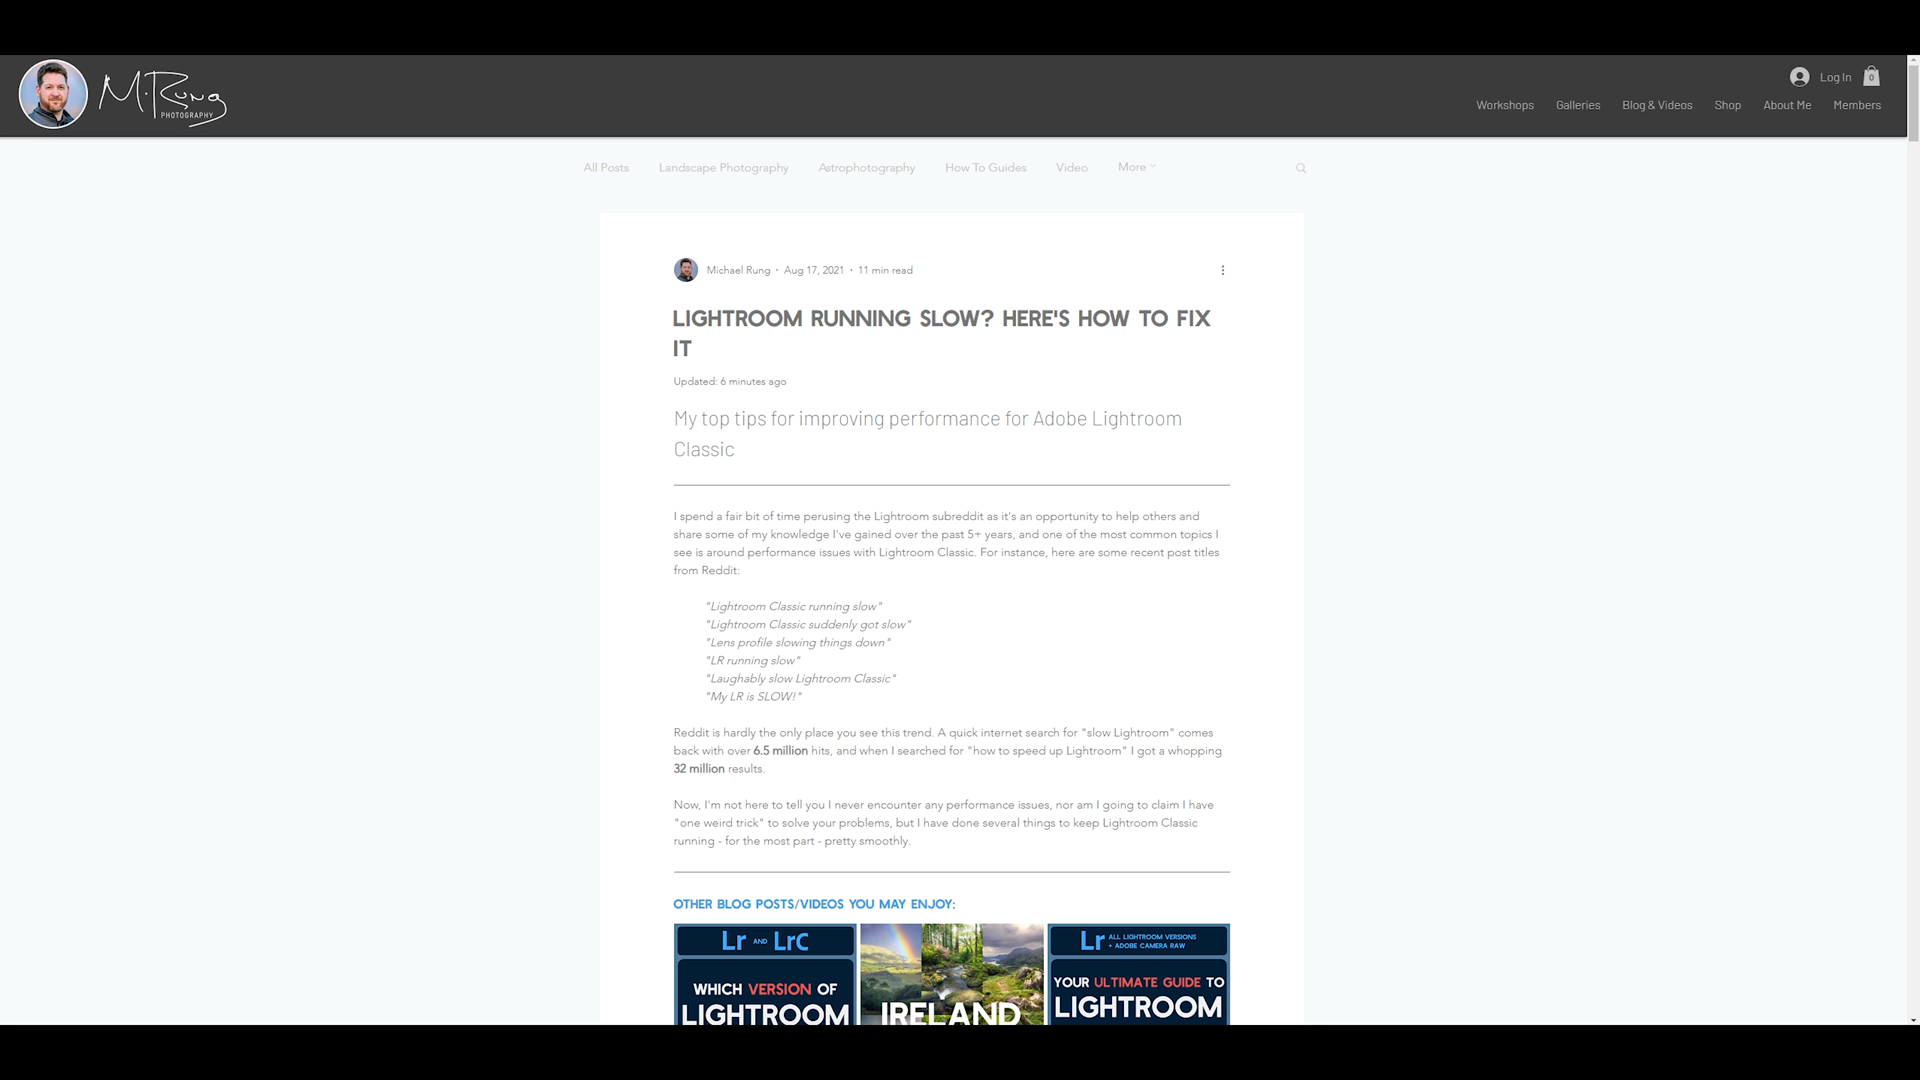 M.Rung
PHOTOGRAPHY
Log In
0
Workshops Galleries Blog & Videos Shop About Me Members
All Posts Landscape Photography Astrophotography How To Guides Video More
Michael Rung · Aug 17, 2021 · 11 min read
LIGHTROOM RUNNING SLOW? HERE'S HOW TO FIX
IT
Updated: 6 minutes ago
My top tips for improving performance for Adobe Lightroom
Classic
I spend a fair bit of time perusing the Lightroom subreddit as it's an opportunity to help others and
share some of my knowledge I've gained over the past 5+ years, and one of the most common topics I
see is around performance issues with Lightroom Classic. For instance, here are some recent post titles
from Reddit:
"Lightroom Classic running slow"
"Lightroom Classic suddenly got slow"
"Lens profile slowing things down"
"LR running slow"
"Laughably slow Lightroom Classic"
"My LR is SLOW!"
Reddit is hardly the only place you see this trend. A quick internet search for "slow Lightroom" comes
back with over 6.5 million hits, and when I searched for "how to speed up Lightroom" I got a whopping
32 million results.
Now, I'm not here to tell you I never encounter any performance issues, nor am I going to claim I have
"one weird trick" to solve your problems, but I have done several things to keep Lightroom Classic
running - for the most part - pretty smoothly.
OTHER BLOG POSTS/VIDEOS YOU MAY ENJOY:
Lr AND LrC
WHICH VERSION OF
LIGHTROOM
IRELAND
Lr ALL LIGHTROOM VERSIONS
+ ADOBE CAMERA RAW
YOUR ULTIMATE GUIDE TO
LIGHTROOM